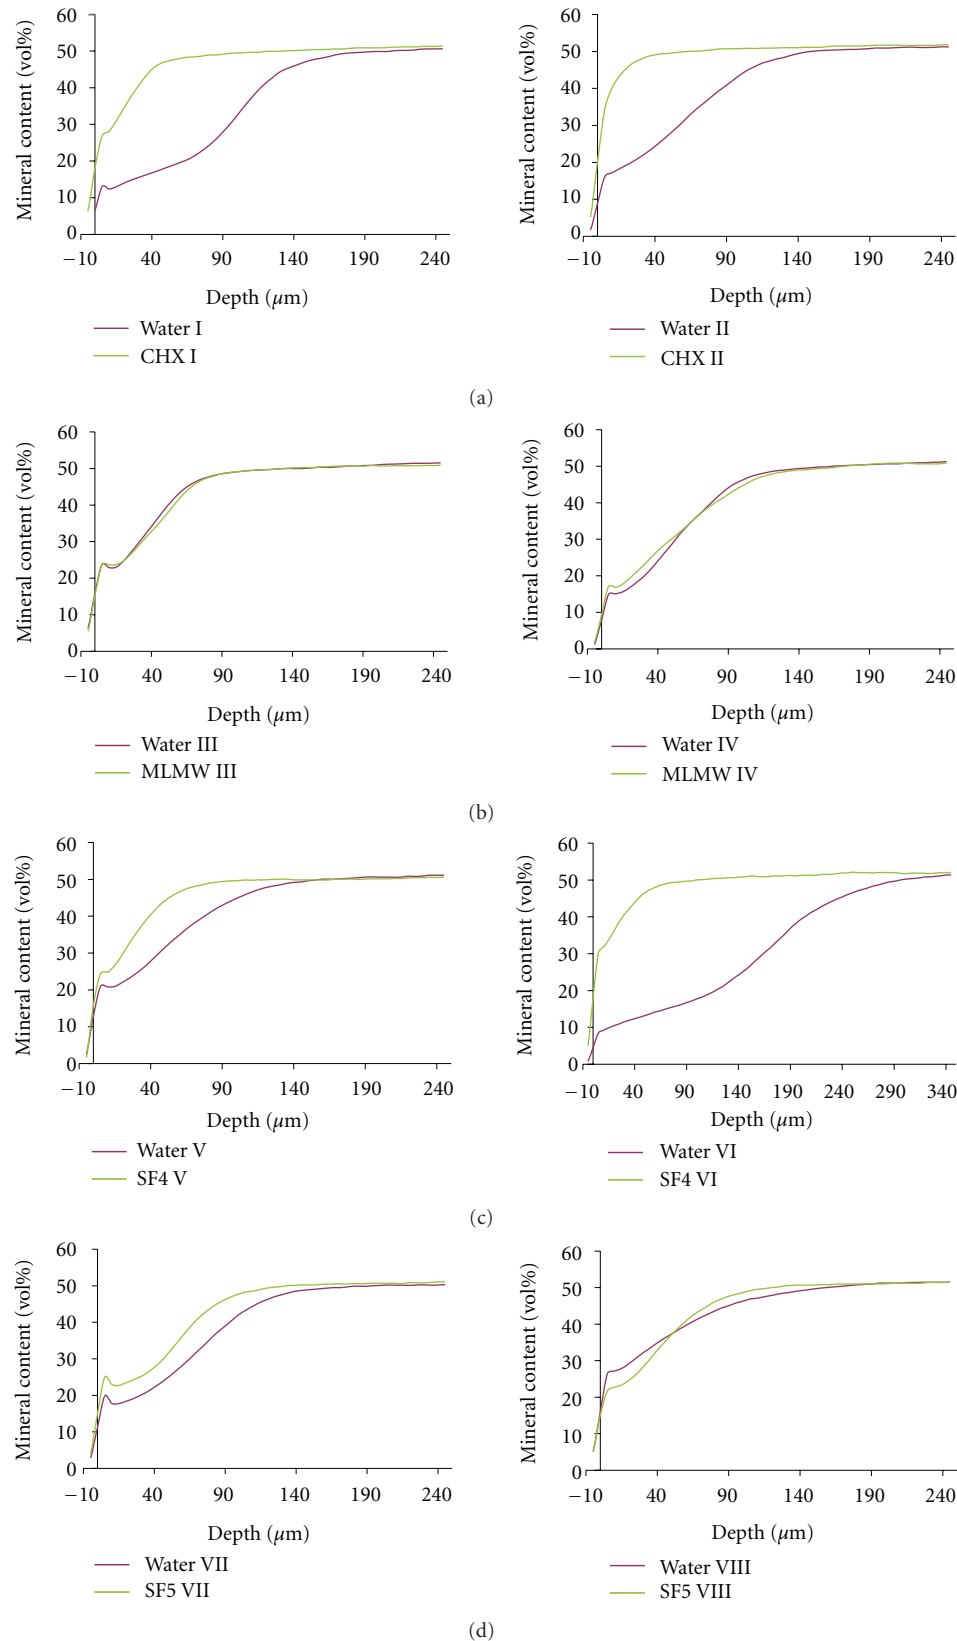 60
50
40
30
20
10
0
Mineral content (vol%)
−10 40 90 140 190 240
Depth (μm)
Water I
CHX I
60
50
40
30
20
10
0
Mineral content (vol%)
−10 40 90 140 190 240
Depth (μm)
Water II
CHX II
(a)
60
50
40
30
20
10
0
Mineral content (vol%)
−10 40 90 140 190 240
Depth (μm)
Water III
MLMW III
60
50
40
30
20
10
0
Mineral content (vol%)
−10 40 90 140 190 240
Depth (μm)
Water IV
MLMW IV
(b)
60
50
40
30
20
10
0
Mineral content (vol%)
−10 40 90 140 190 240
Depth (μm)
Water V
SF4 V
60
50
40
30
20
10
0
Mineral content (vol%)
−10 40 90 140 190 240 290 340
Depth (μm)
Water VI
SF4 VI
(c)
60
50
40
30
20
10
0
Mineral content (vol%)
−10 40 90 140 190 240
Depth (μm)
Water VII
SF5 VII
60
50
40
30
20
10
0
Mineral content (vol%)
−10 40 90 140 190 240
Depth (μm)
Water VIII
SF5 VIII
(d)